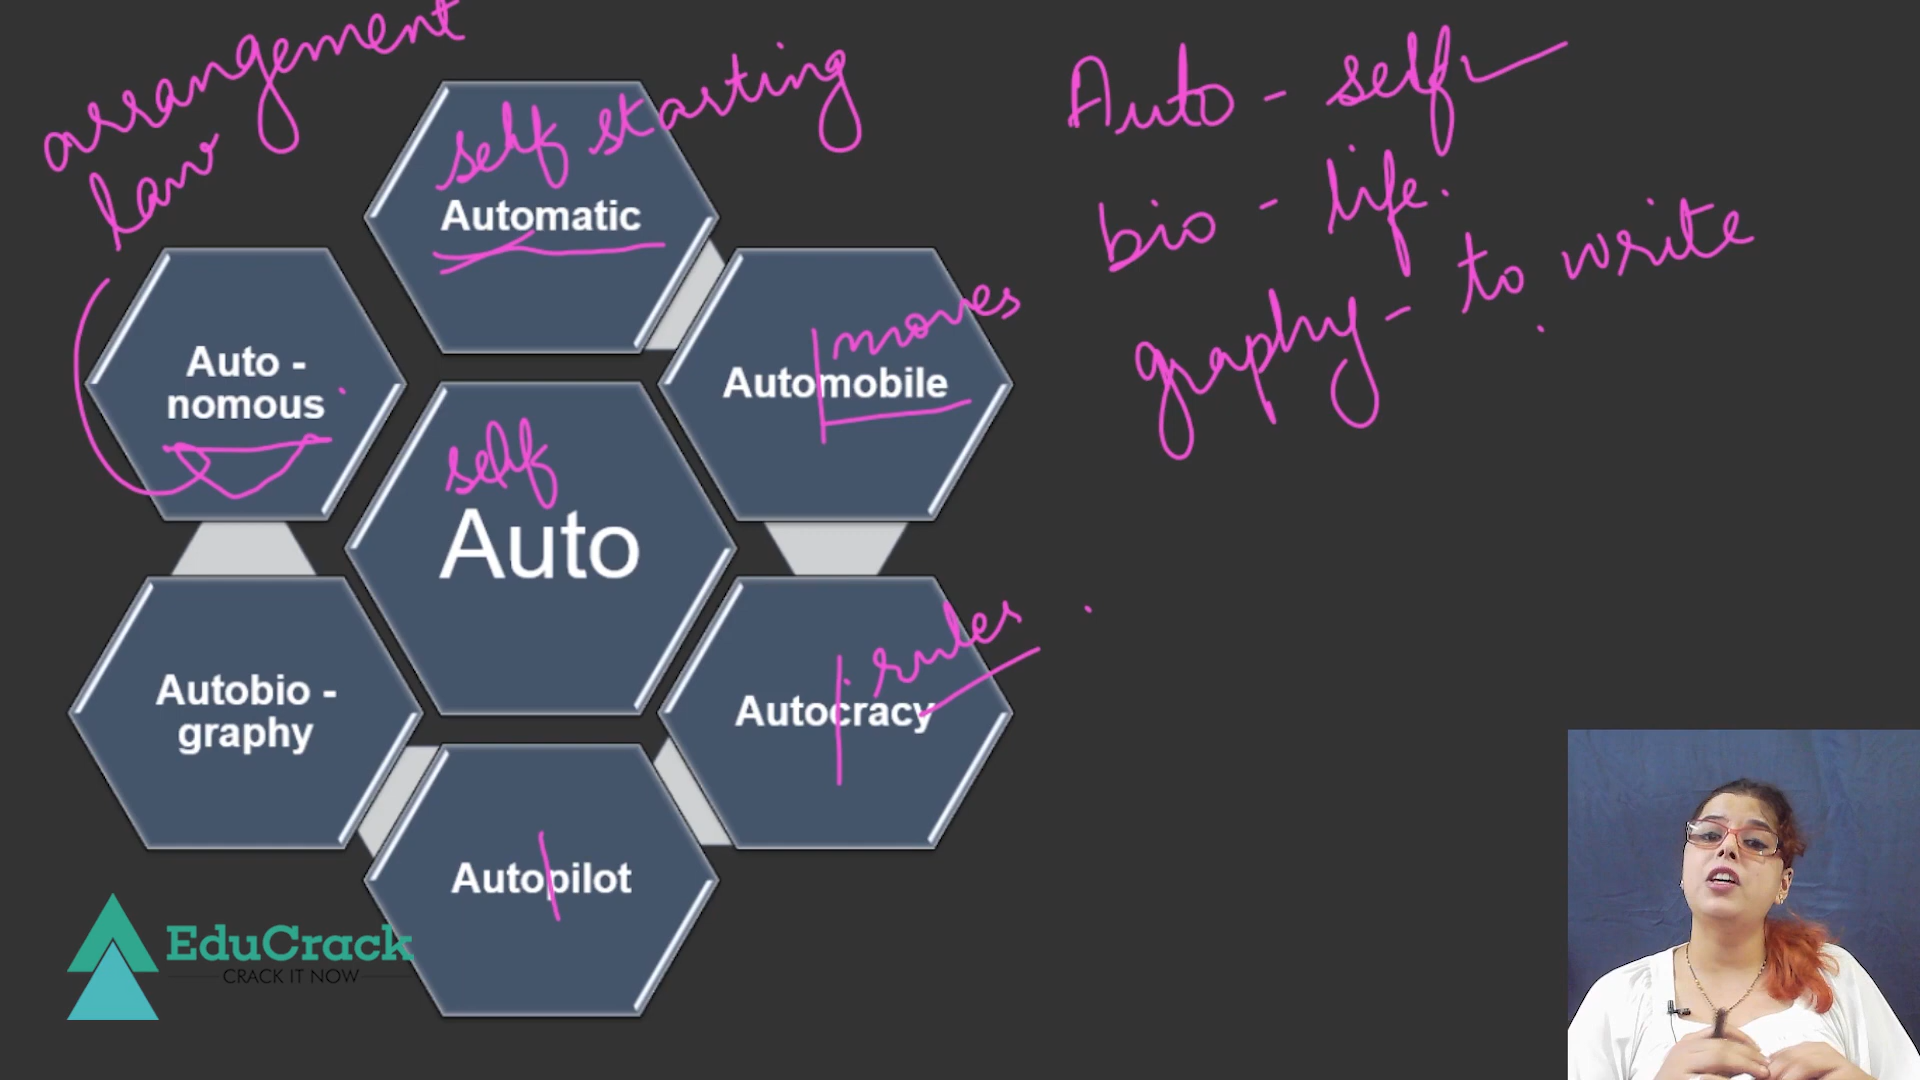 arrangement
law
self starting
Automatic
Auto -
nomous
moves
Automobile
self
Auto
Autobio -
graphy
rules
Autocracy
Autopilot
Auto - self
bio - life.
graphy - to write
EduCrack
CRACK IT NOW